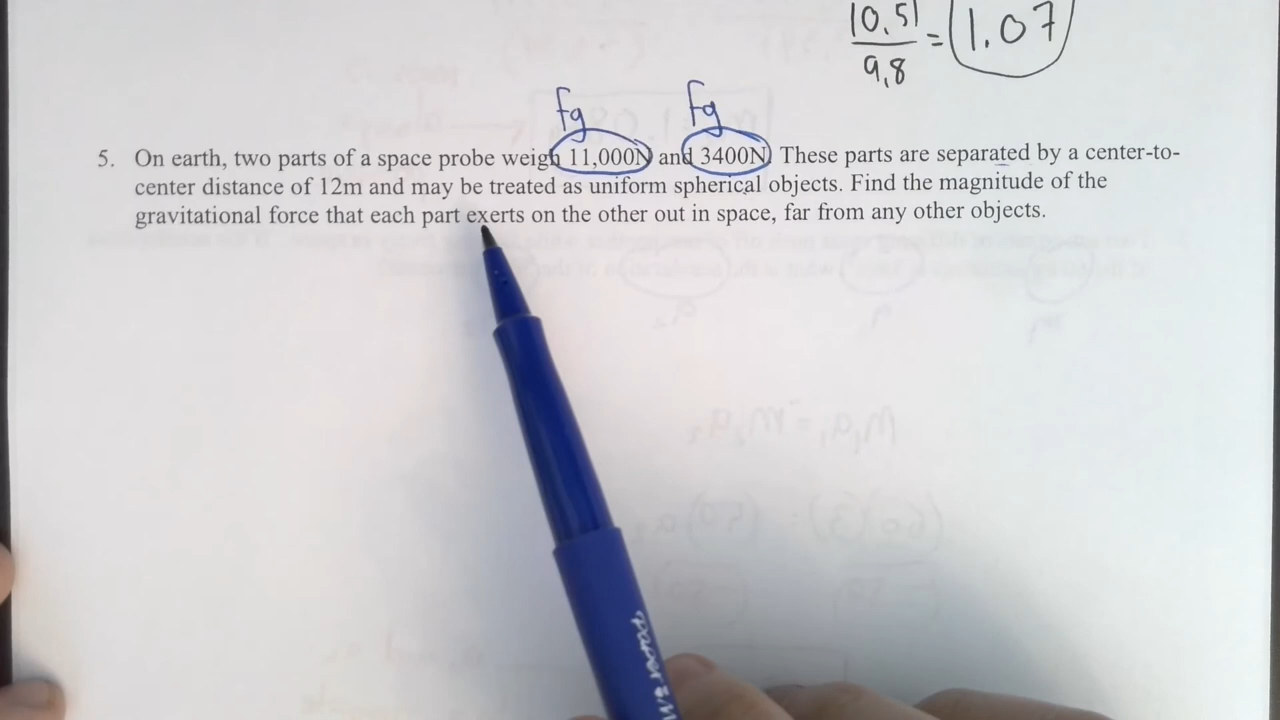 10,51
9,8
= 1.07
Fg Fg
5. On earth, two parts of a space probe weigh 11,000N and 3400N. These parts are separated by a center-to-
center distance of 12m and may be treated as uniform spherical objects. Find the magnitude of the
gravitational force that each part exerts on the other out in space, far from any other objects.